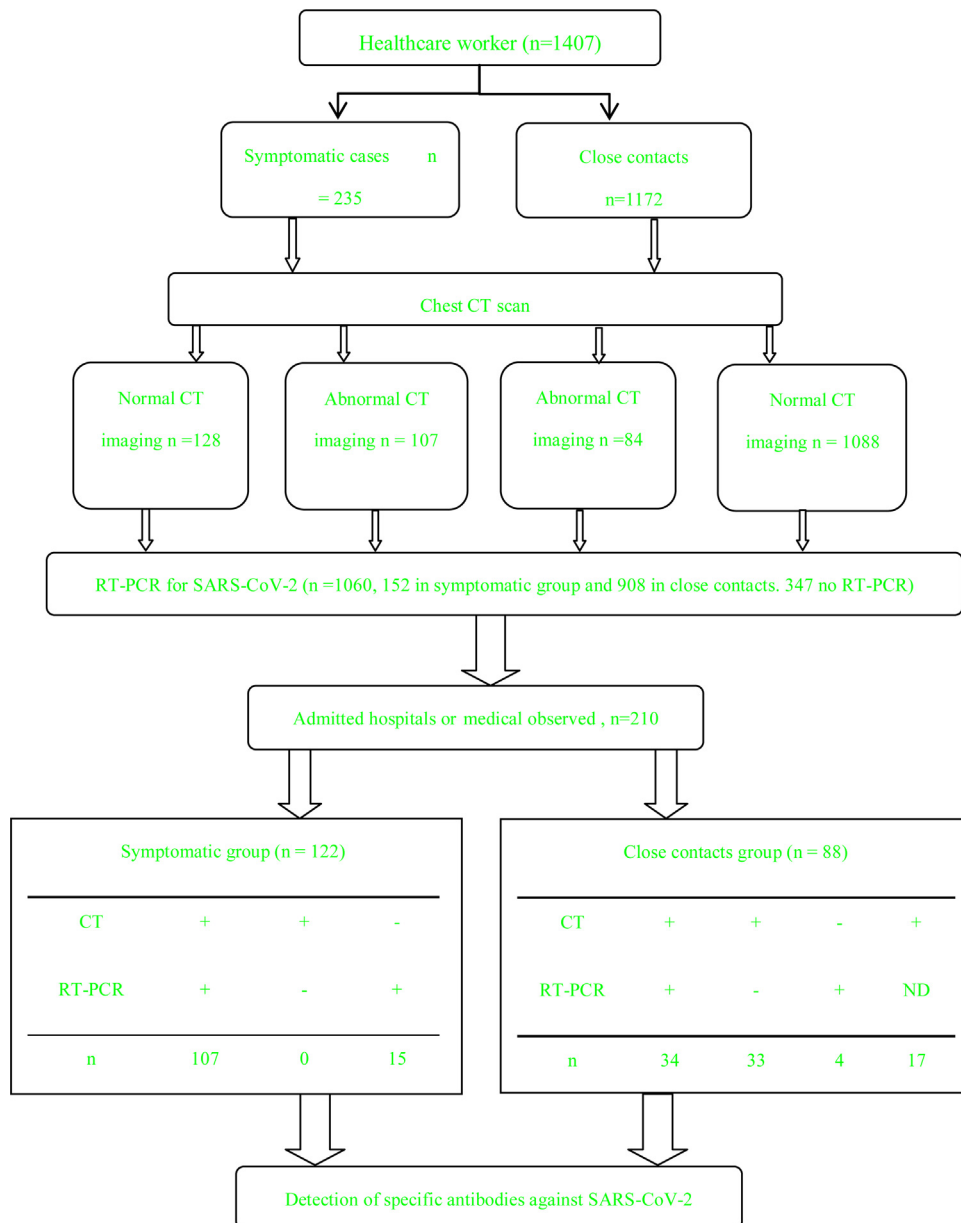 Healthcare worker (n=1407)
Symptomatic cases n
= 235
Close contacts
n=1172
Chest CT scan
Normal CT
imaging n =128
Abnormal CT
imaging n = 107
Abnormal CT
imaging n =84
Normal CT
imaging n = 1088
RT-PCR for SARS-CoV-2 (n =1060, 152 in symptomatic group and 908 in close contacts. 347 no RT-PCR)
Admitted hospitals or medical observed , n=210
Symptomatic group (n = 122)
CT + + -
RT-PCR + - +
n 107 0 15
Close contacts group (n = 88)
CT + + - +
RT-PCR + - + ND
n 34 33 4 17
Detection of specific antibodies against SARS-CoV-2